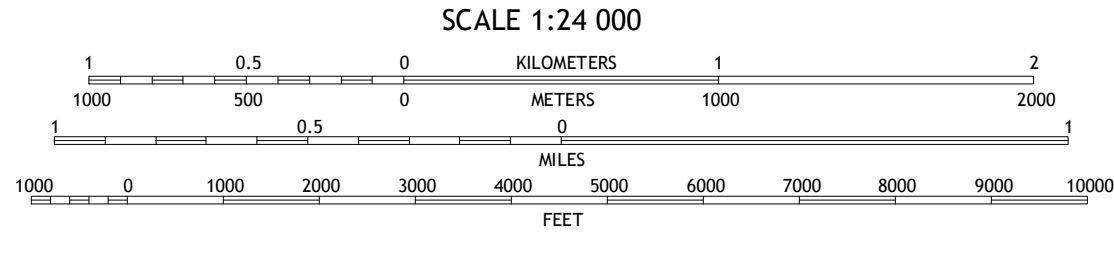 SCALE 1:24 000
1 0.5 0 KILOMETERS 1 2
1000 500 0 METERS 1000 2000
1 0.5 0 1
MILES
1000 0 1000 2000 3000 4000 5000 6000 7000 8000 9000 10000
FEET